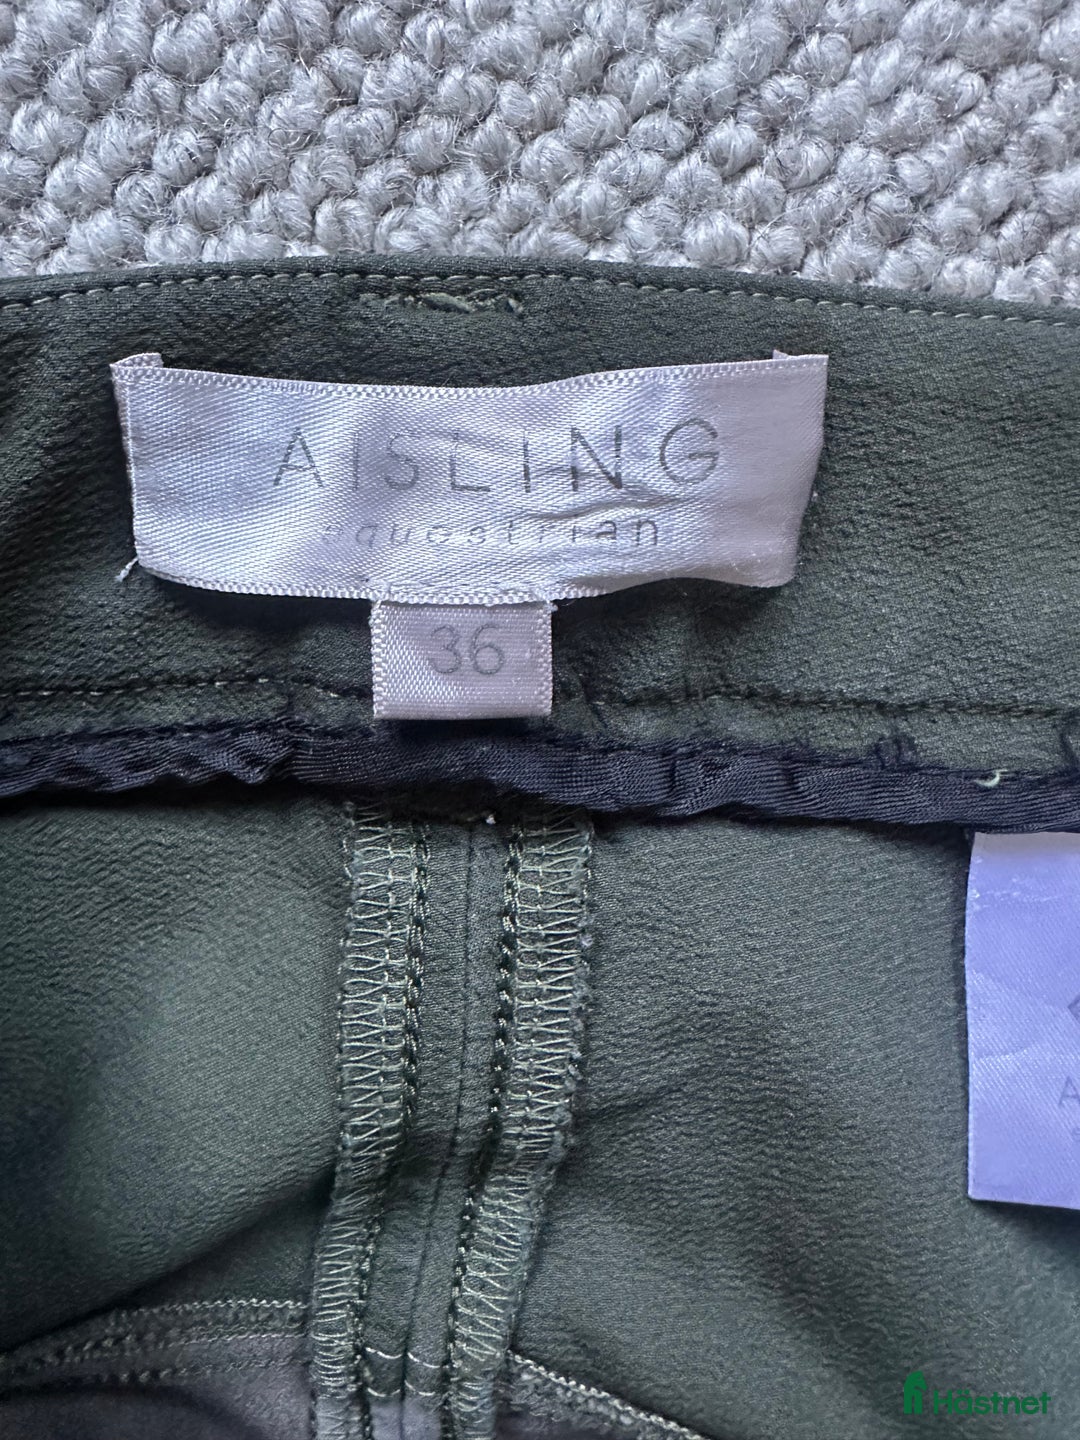 AISLING
equestrian
36
A
Hästnet